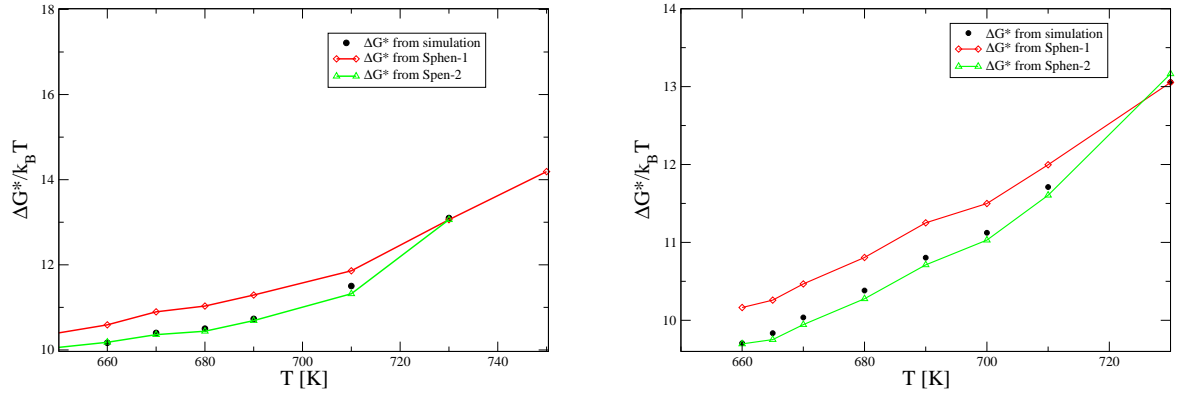 18
16
14
12
10
660
680
700
720
740
T [K]
ΔG*/k_BT
ΔG* from simulation
ΔG* from Sphen-1
ΔG* from Spen-2
14
13
12
11
10
660
680
700
720
T [K]
ΔG*/k_BT
ΔG* from simulation
ΔG* from Sphen-1
ΔG* from Sphen-2